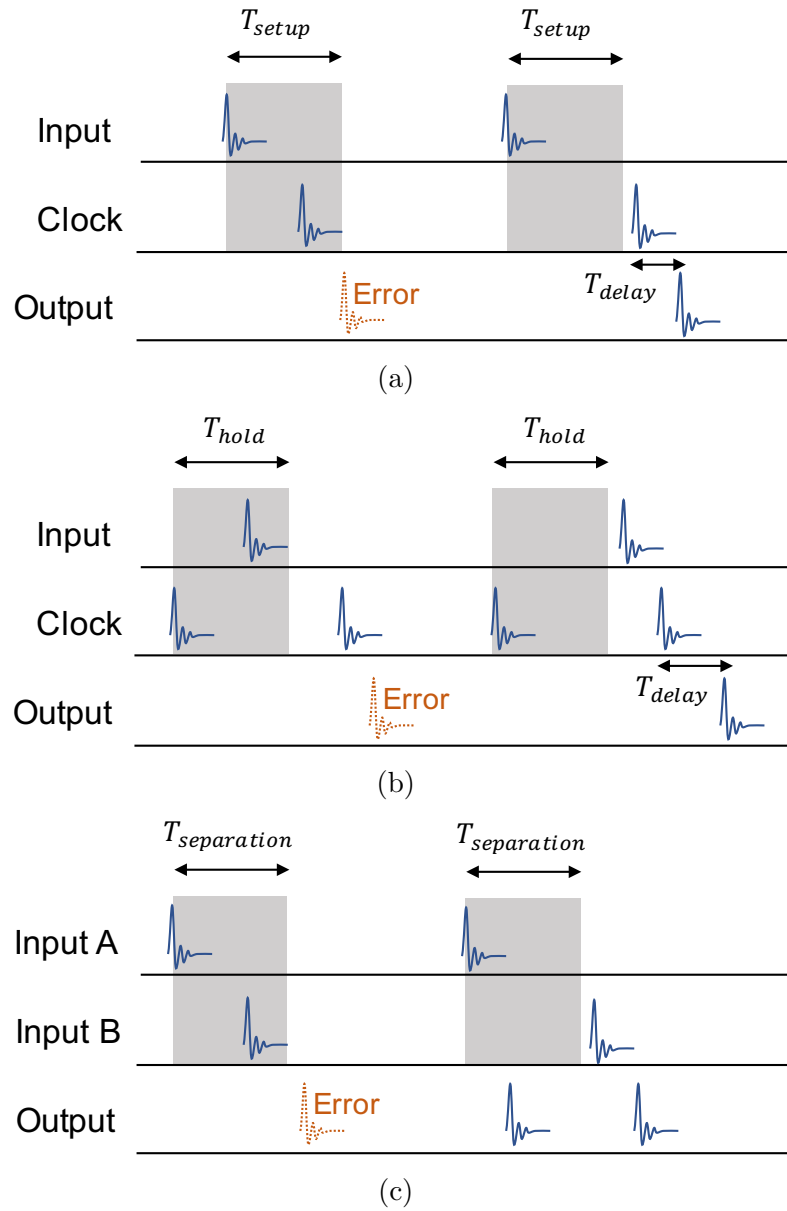 T_setup T_setup
Input
Clock
T_delay
Output Error
(a)
T_hold T_hold
Input
Clock
T_delay
Output Error
(b)
T_separation T_separation
Input A
Input B
Output Error
(c)